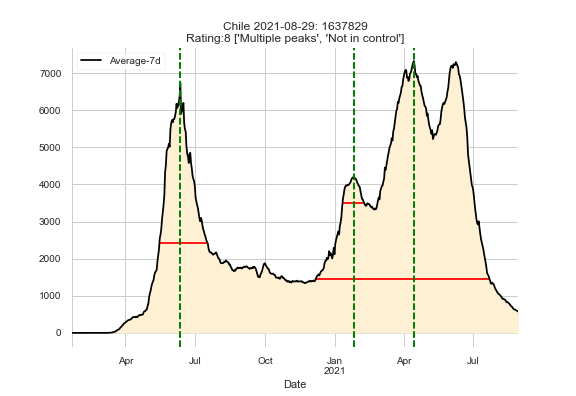 Chile 2021-08-29: 1637829
Rating:8 ['Multiple peaks', 'Not in control']
Average-7d
7000
6000
5000
4000
3000
2000
1000
0
Apr
Jul
Oct
Jan
2021
Apr
Jul
Date